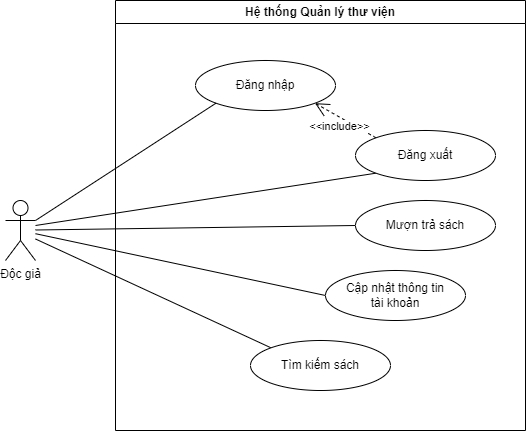 Hệ thống Quản lý thư viện
Đăng nhập
<<include>>
Đăng xuất
Mượn trả sách
Độc giả
Cập nhật thông tin
tài khoản
Tìm kiếm sách